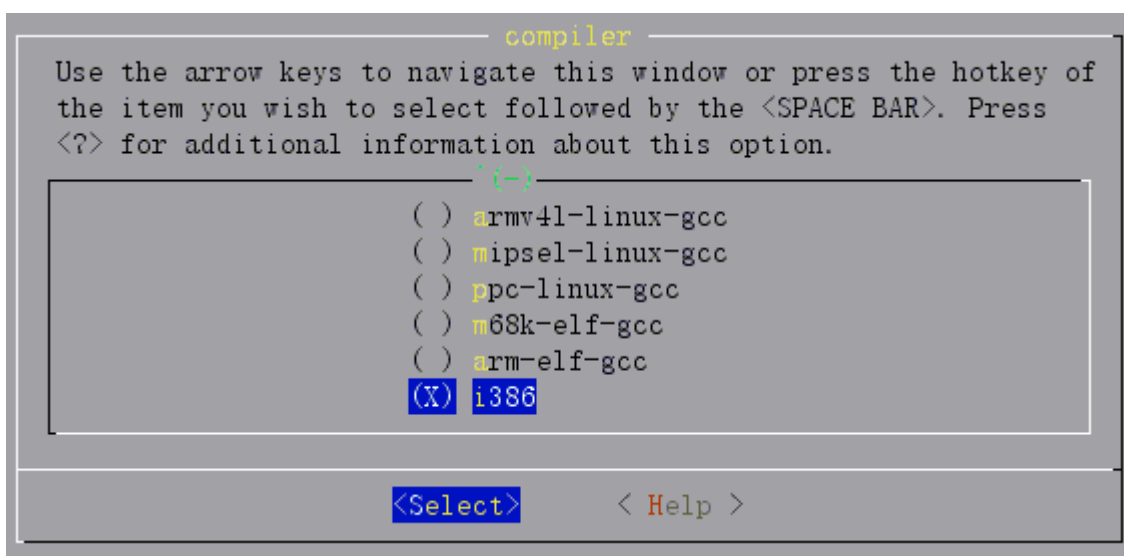 compiler
Use the arrow keys to navigate this window or press the hotkey of
the item you wish to select followed by the <SPACE BAR>. Press
<?> for additional information about this option.
^(-)
( ) armv4l-linux-gcc
( ) mipsel-linux-gcc
( ) ppc-linux-gcc
( ) m68k-elf-gcc
( ) arm-elf-gcc
(X) i386
<Select> < Help >